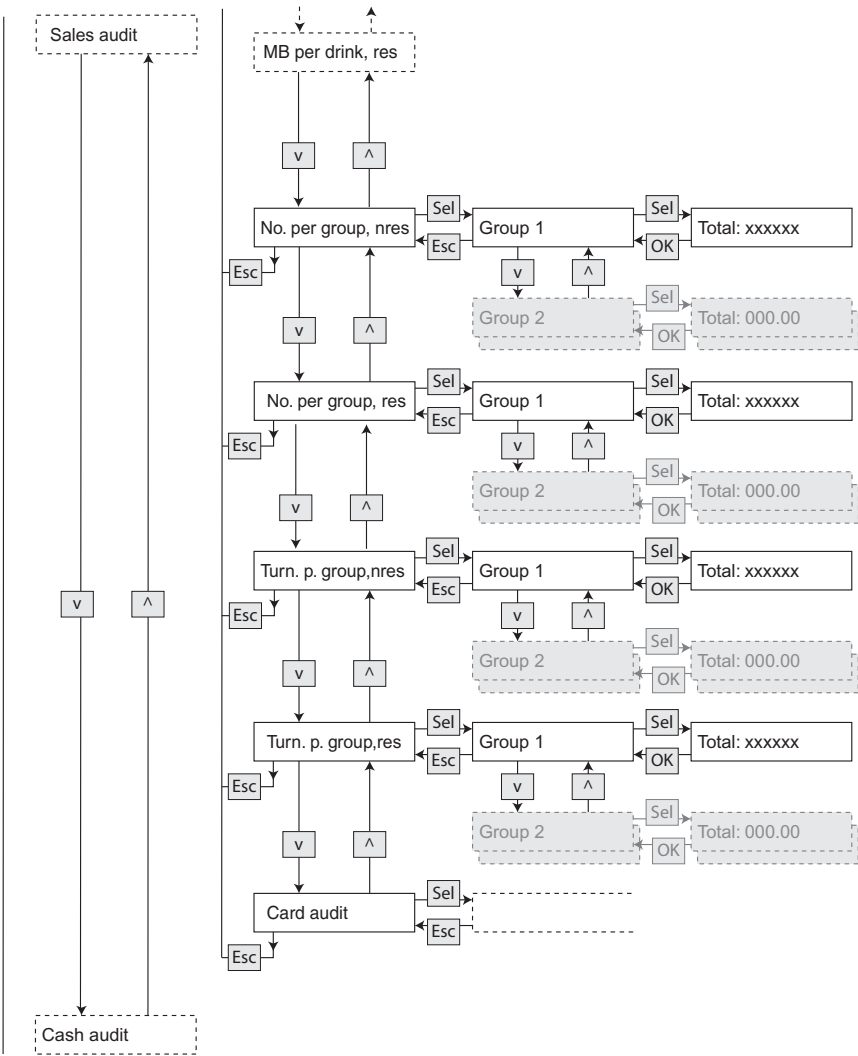 Sales audit
MB per drink, res
v ^
No. per group, nres Sel Esc Group 1 Sel OK Total: xxxxxx
Esc v ^
Group 2 Sel OK Total: 000.00
v ^
No. per group, res Sel Esc Group 1 Sel OK Total: xxxxxx
Esc v ^
Group 2 Sel OK Total: 000.00
v ^
Turn. p. group,nres Sel Esc Group 1 Sel OK Total: xxxxxx
v ^ Esc v ^
Group 2 Sel OK Total: 000.00
v ^
Turn. p. group,res Sel Esc Group 1 Sel OK Total: xxxxxx
Esc v ^
Group 2 Sel OK Total: 000.00
v ^
Card audit Sel Esc
Esc
Cash audit